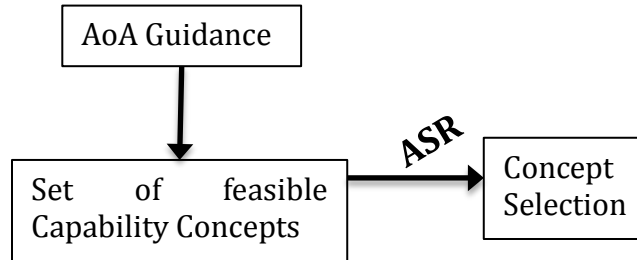 AoA Guidance
ASR
Set of feasible
Capability Concepts
Concept
Selection